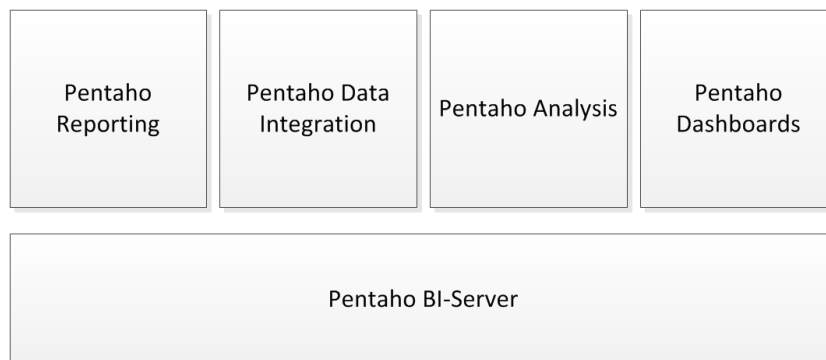 Pentaho
Reporting
Pentaho Data
Integration
Pentaho Analysis
Pentaho
Dashboards
Pentaho BI-Server